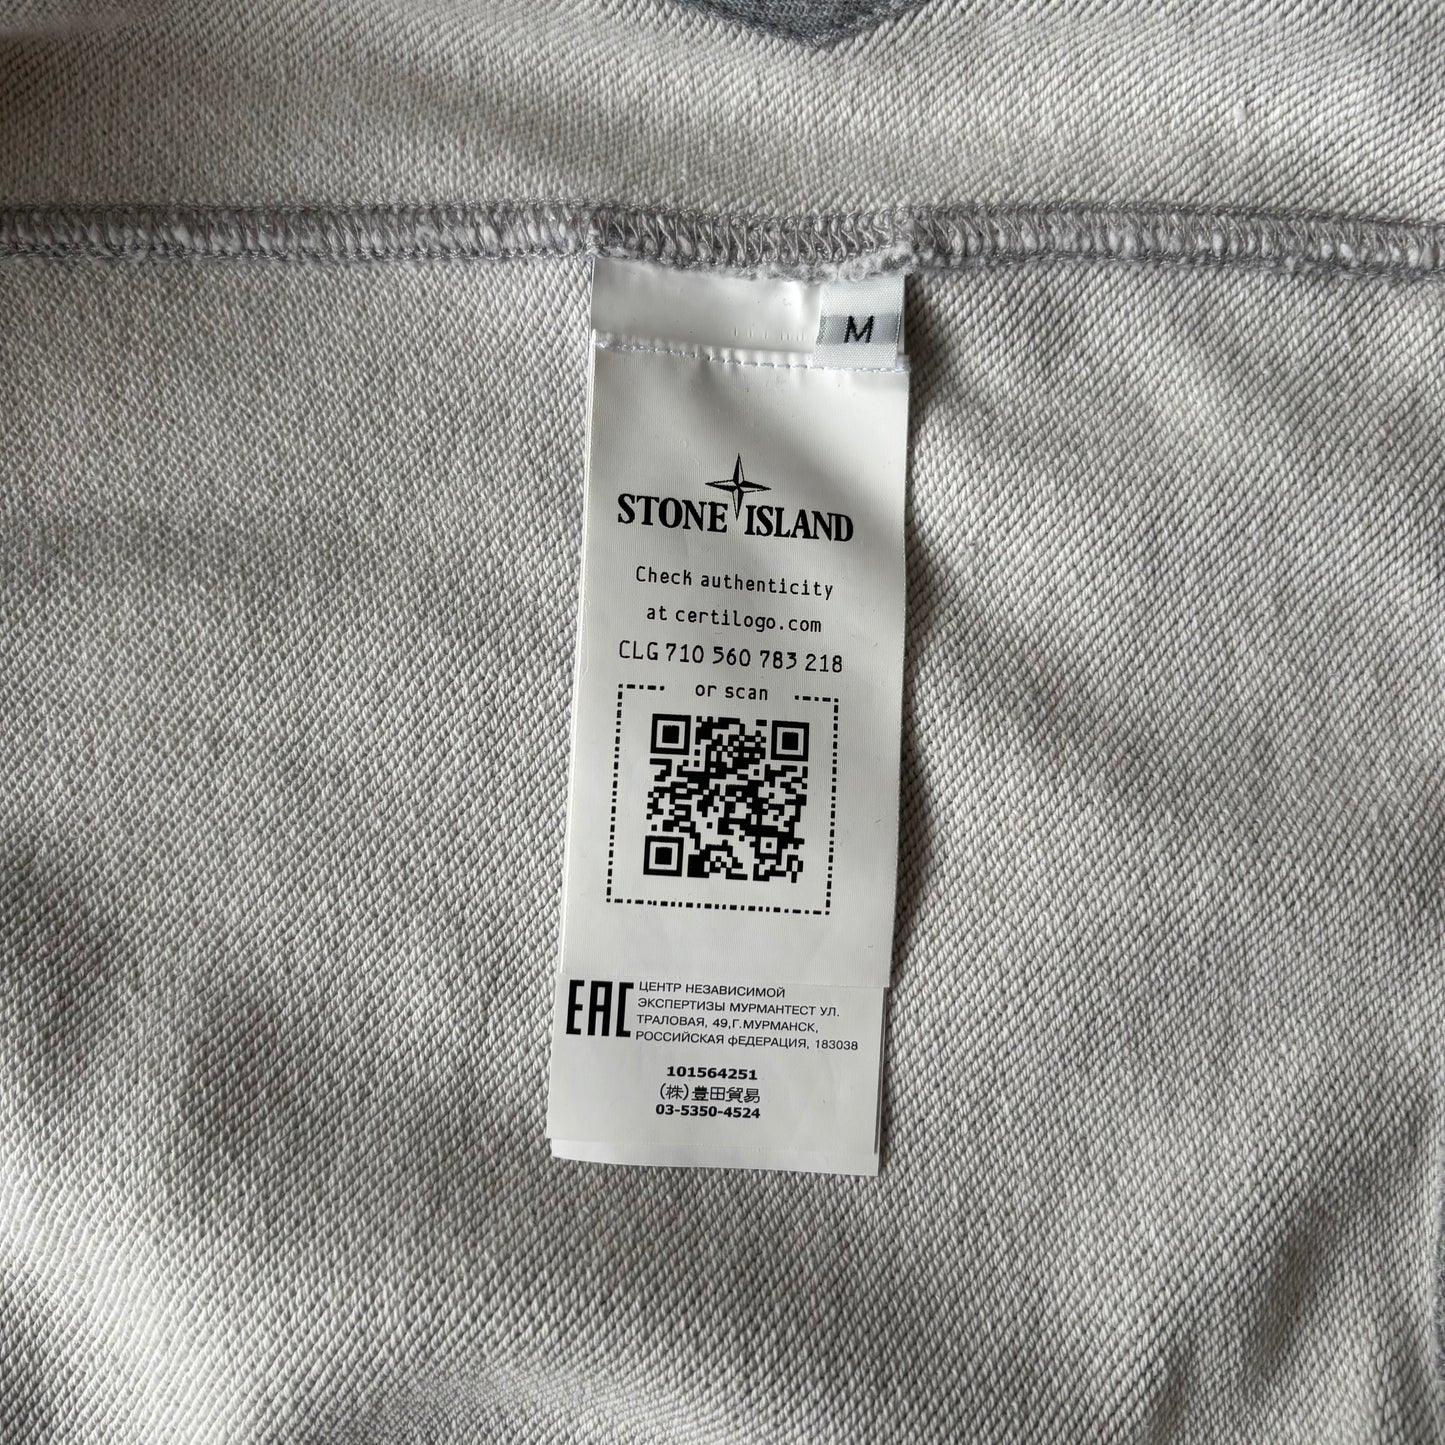 M
STONE ISLAND
Check authenticity
at certilogo.com
CLG 710 560 783 218
or scan
EAC ЦЕНТР НЕЗАВИСИМОЙ
ЭКСПЕРТИЗЫ МУРМАНТЕСТ УЛ.
ТРАЛОВАЯ, 49,Г.МУРМАНСК,
РОССИЙСКАЯ фЕДЕРАЦИЯ, 183038
101564251
(株)豊田貿易
03-5350-4524